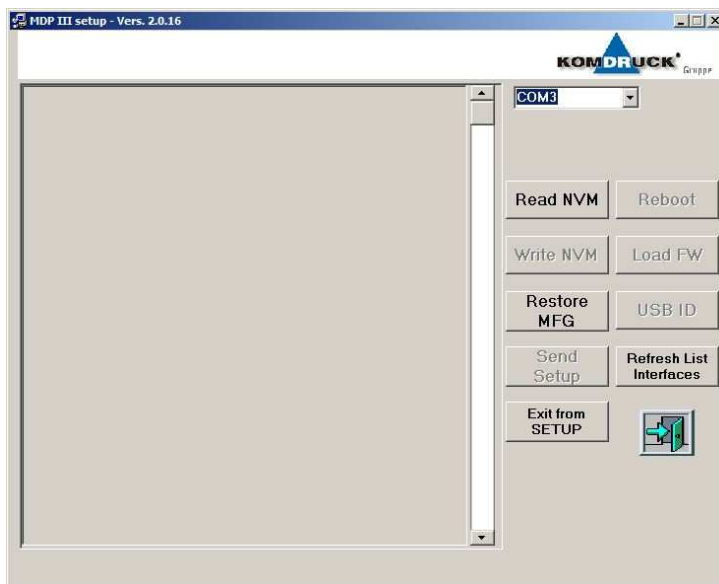 MDP III setup - Vers. 2.0.16
KOMDRUCK
Gruppe
COM3
Read NVM
Reboot
Write NVM
Load FW
Restore
MFG
USB ID
Send
Setup
Refresh List
Interfaces
Exit from
SETUP